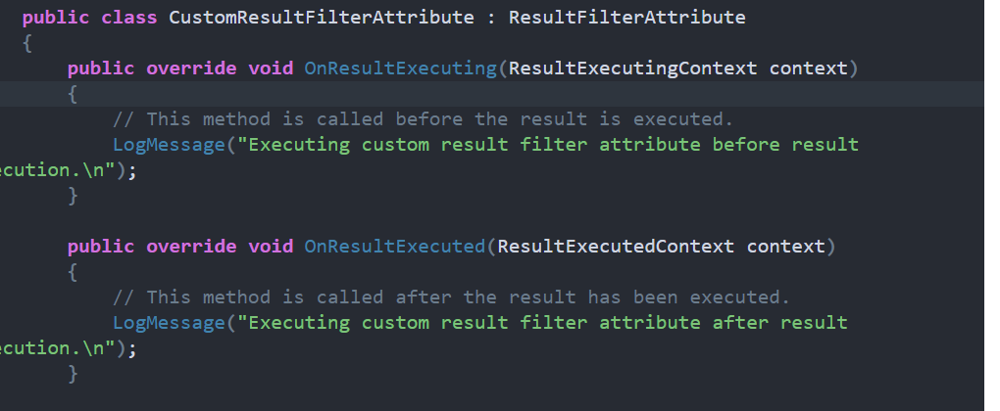 public class CustomResultFilterAttribute : ResultFilterAttribute
{
public override void OnResultExecuting(ResultExecutingContext context)
{
// This method is called before the result is executed.
LogMessage("Executing custom result filter attribute before result
ecution.\n");
}
public override void OnResultExecuted(ResultExecutedContext context)
{
// This method is called after the result has been executed.
LogMessage("Executing custom result filter attribute after result
ecution.\n");
}